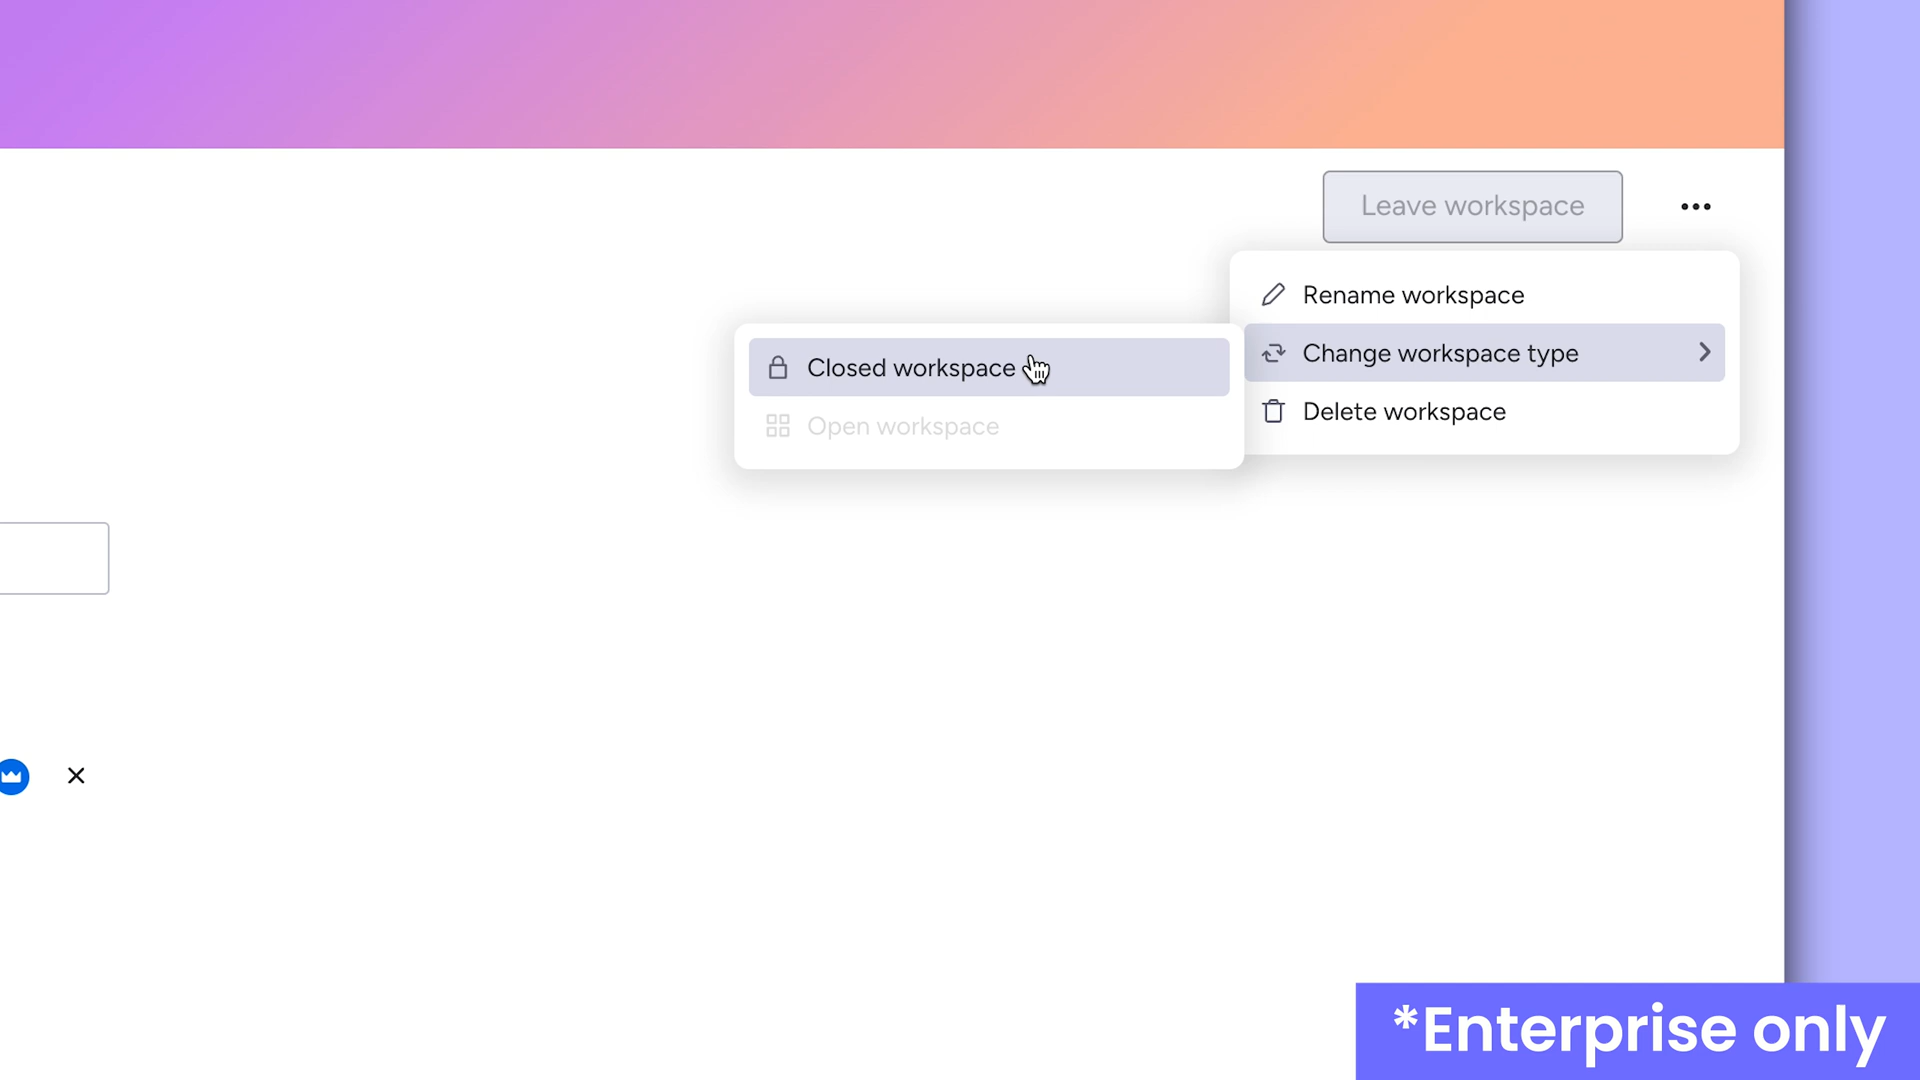 Leave workspace
Rename workspace
Change workspace type
Delete workspace
Closed workspace
Open workspace
*Enterprise only